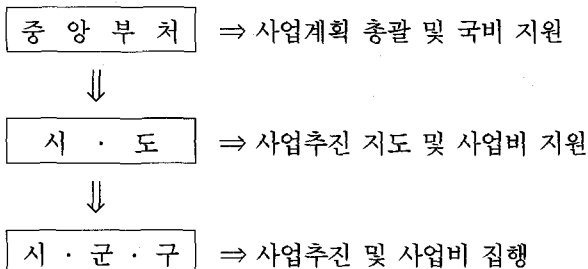 중 앙 부 처 ⇒ 사업계획 총괄 및 국비 지원
⇓
시 · 도 ⇒ 사업추진 지도 및 사업비 지원
⇓
시 · 군 · 구 ⇒ 사업추진 및 사업비 집행